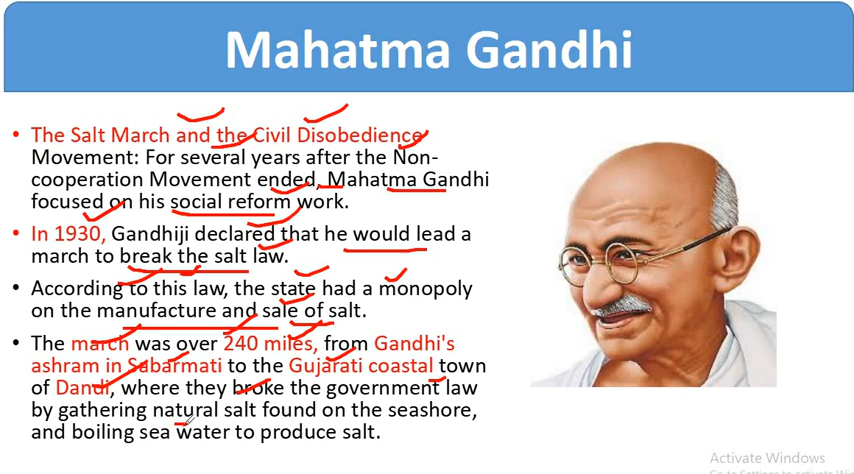 Mahatma Gandhi
• The Salt March and the Civil Disobedience
Movement: For several years after the Non-
cooperation Movement ended, Mahatma Gandhi
focused on his social reform work.
• In 1930, Gandhiji declared that he would lead a
march to break the salt law.
• According to this law, the state had a monopoly
on the manufacture and sale of salt.
• The march was over 240 miles, from Gandhi's
ashram in Sabarmati to the Gujarati coastal town
of Dandi, where they broke the government law
by gathering natural salt found on the seashore,
and boiling sea water to produce salt.
Activate Windows